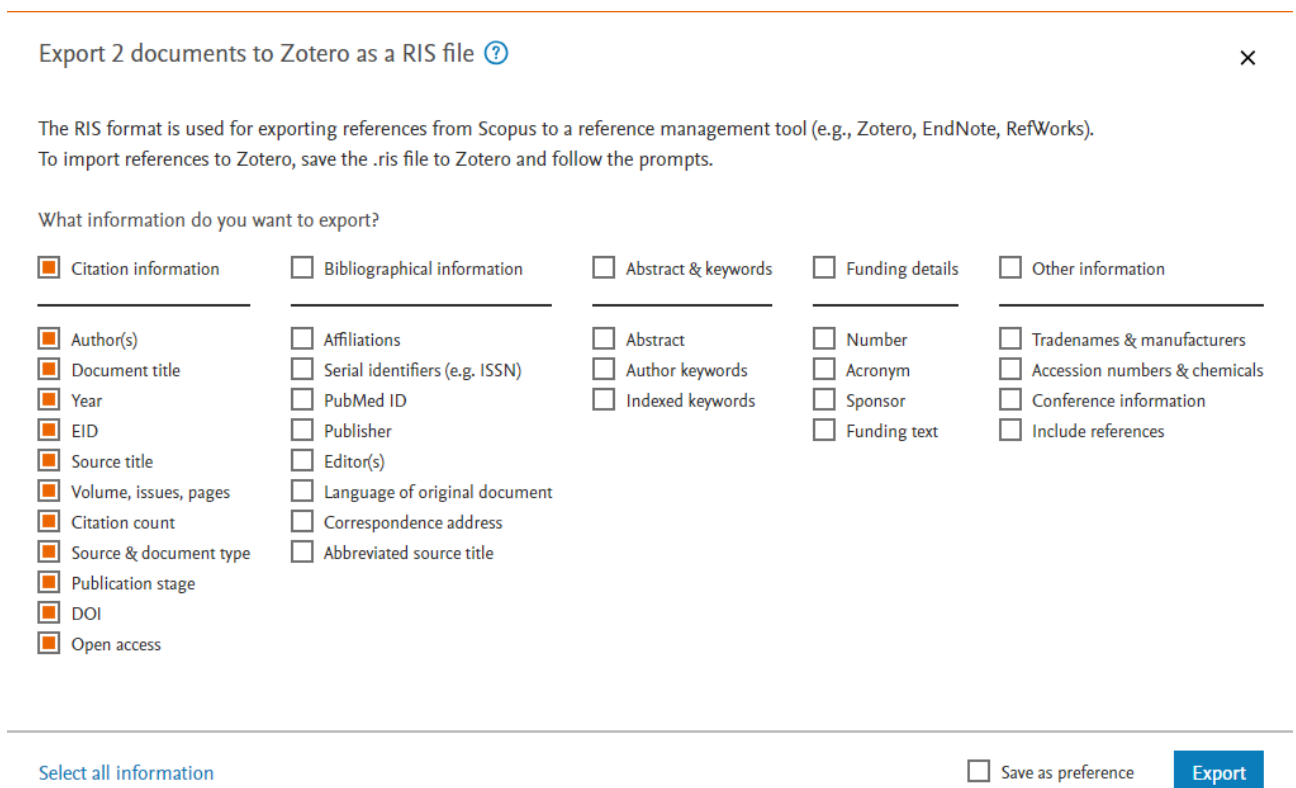 Export 2 documents to Zotero as a RIS file ?
The RIS format is used for exporting references from Scopus to a reference management tool (e.g., Zotero, EndNote, RefWorks).
To import references to Zotero, save the .ris file to Zotero and follow the prompts.
What information do you want to export?
Citation information
Author(s)
Document title
Year
EID
Source title
Volume, issues, pages
Citation count
Source & document type
Publication stage
DOI
Open access
Bibliographical information
Affiliations
Serial identifiers (e.g. ISSN)
PubMed ID
Publisher
Editor(s)
Language of original document
Correspondence address
Abbreviated source title
Abstract & keywords
Abstract
Author keywords
Indexed keywords
Funding details
Number
Acronym
Sponsor
Funding text
Other information
Tradenames & manufacturers
Accession numbers & chemicals
Conference information
Include references
Select all information
Save as preference
Export